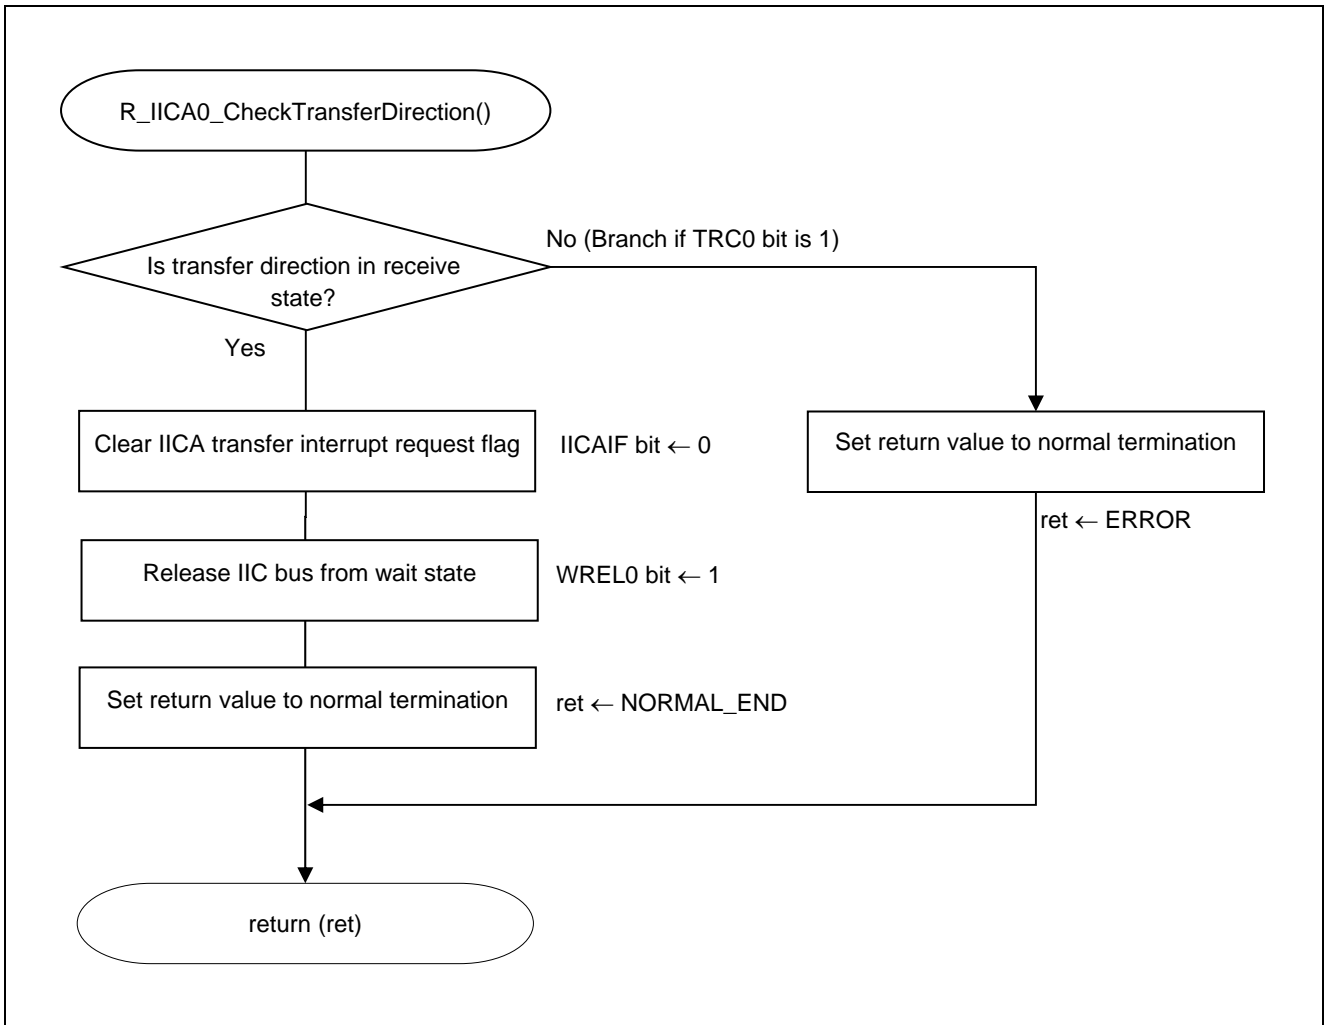 R_IICA0_CheckTransferDirection()
No (Branch if TRC0 bit is 1)
Is transfer direction in receive
state?
Yes
Clear IICA transfer interrupt request flag
IICAIF bit ← 0
Set return value to normal termination
ret ← ERROR
Release IIC bus from wait state
WREL0 bit ← 1
Set return value to normal termination
ret ← NORMAL_END
return (ret)